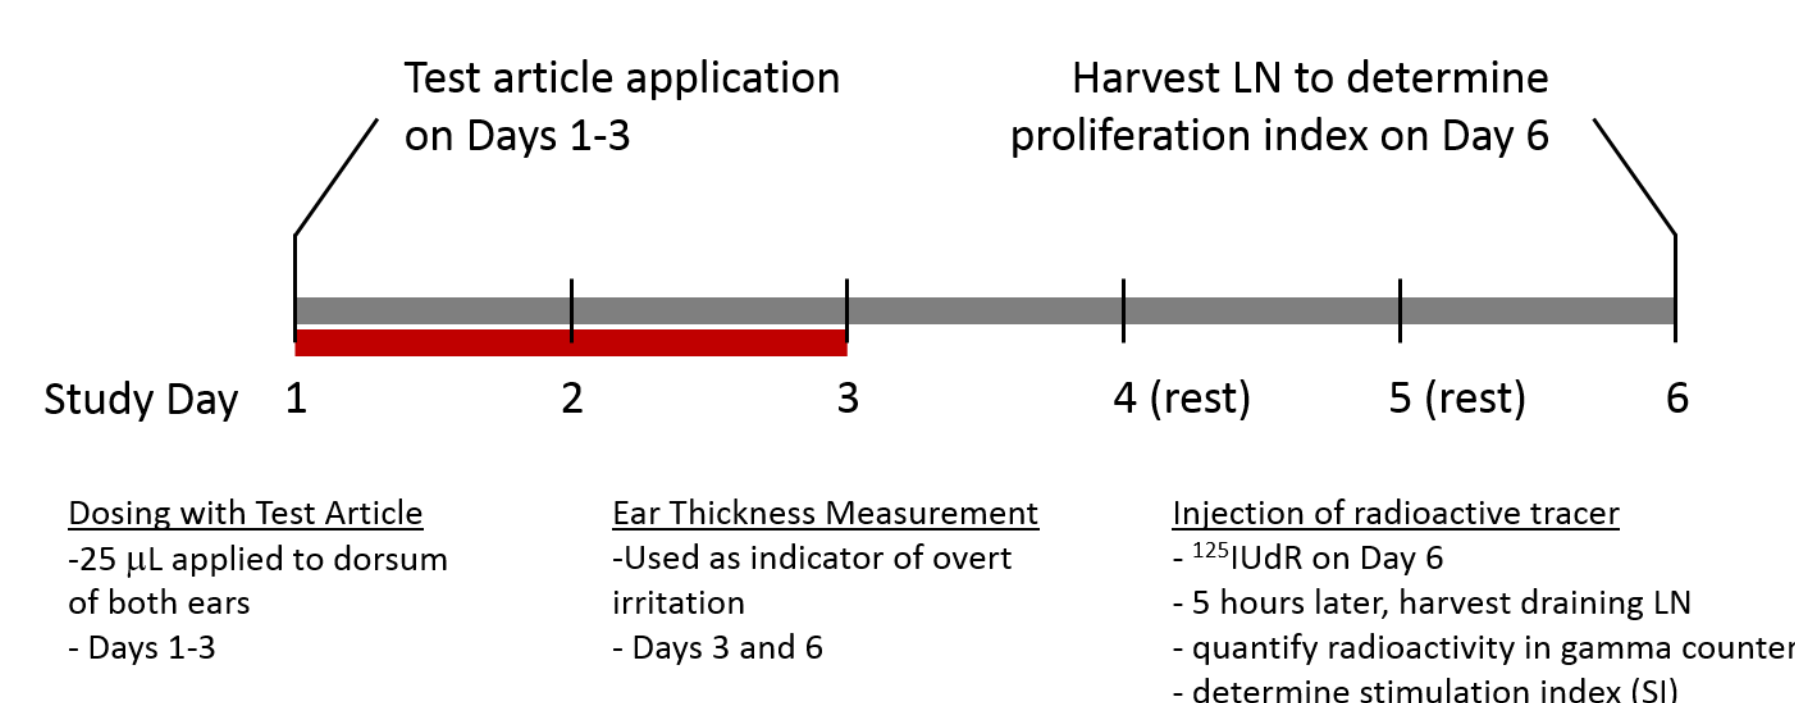 Test article application
on Days 1-3
Harvest LN to determine
proliferation index on Day 6
Study Day 1 2 3 4 (rest) 5 (rest) 6
Dosing with Test Article
-25 µL applied to dorsum
of both ears
- Days 1-3
Ear Thickness Measurement
-Used as indicator of overt
irritation
- Days 3 and 6
Injection of radioactive tracer
- ¹²⁵IUdR on Day 6
- 5 hours later, harvest draining LN
- quantify radioactivity in gamma counter
- determine stimulation index (SI)